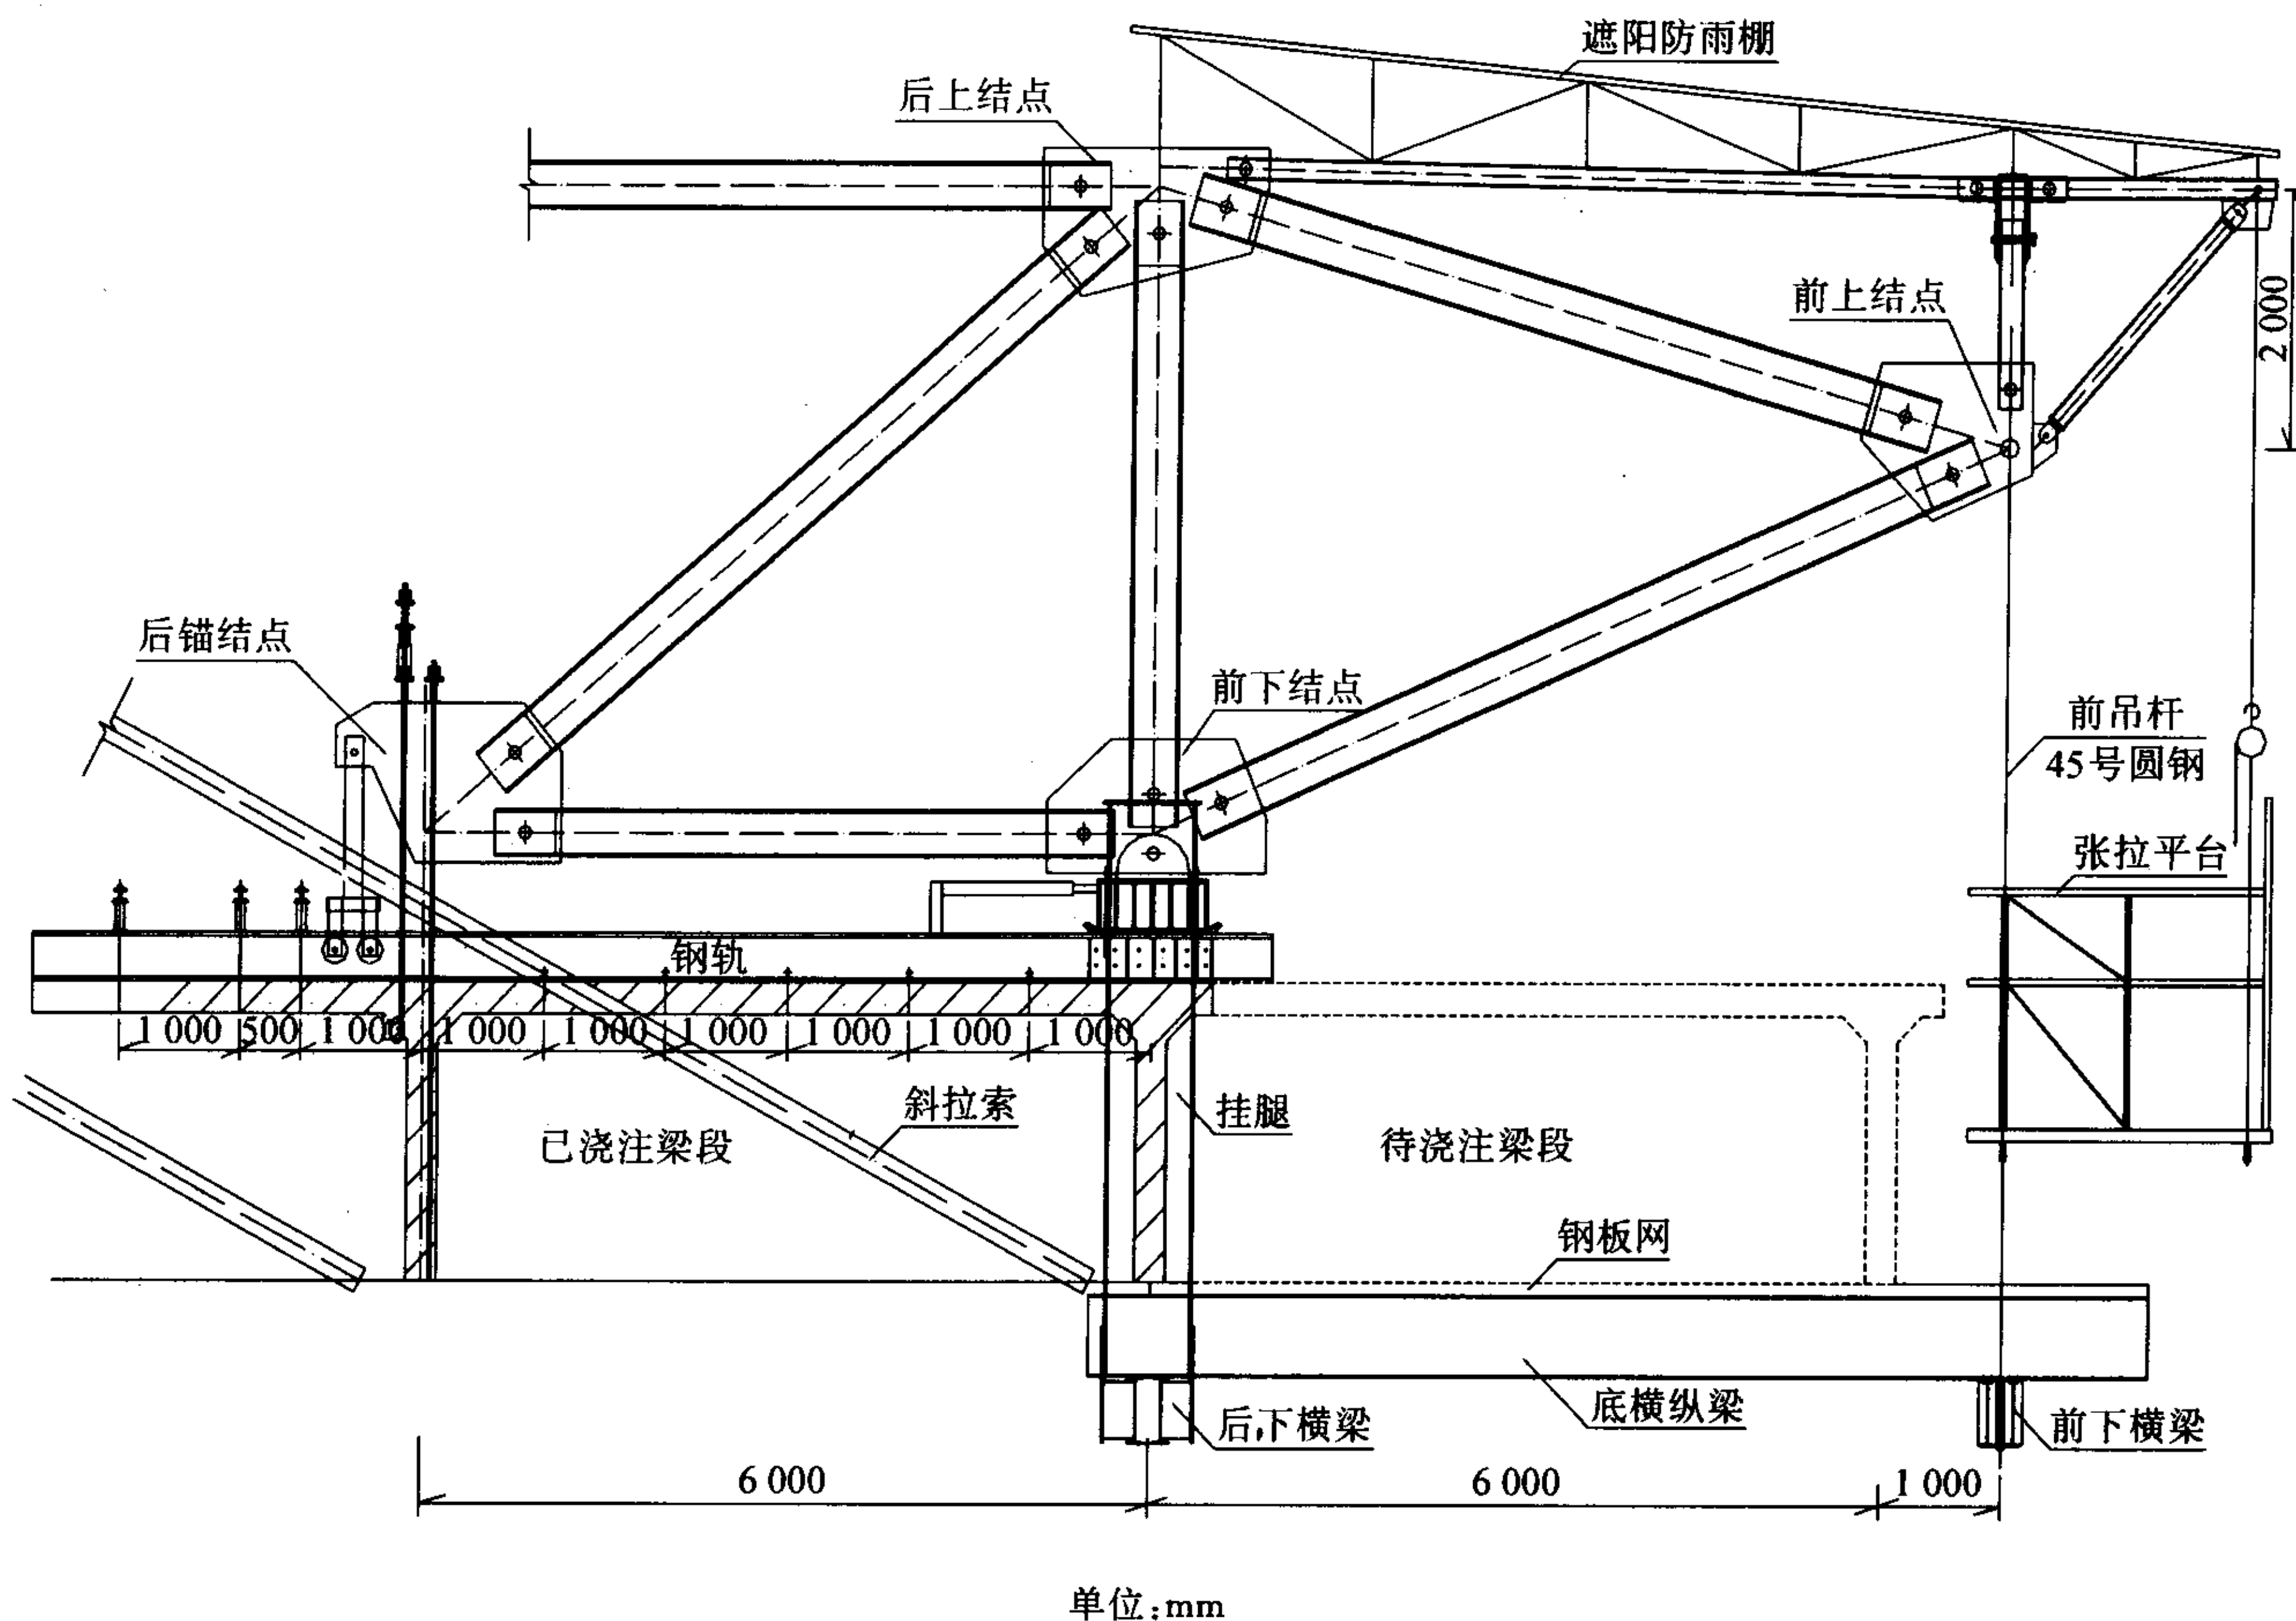 遮阳防雨棚
后上结点
前上结点
2 000
后锚结点
前下结点
前吊杆
45号圆钢
张拉平台
钢轨
1 000 500 1 000 1 000 1 000 1 000 1 000 1 000 1 000
斜拉索
挂腿
已浇注梁段
待浇注梁段
钢板网
底横纵梁
后下横梁
前下横梁
6 000
6 000
1 000
单位:mm